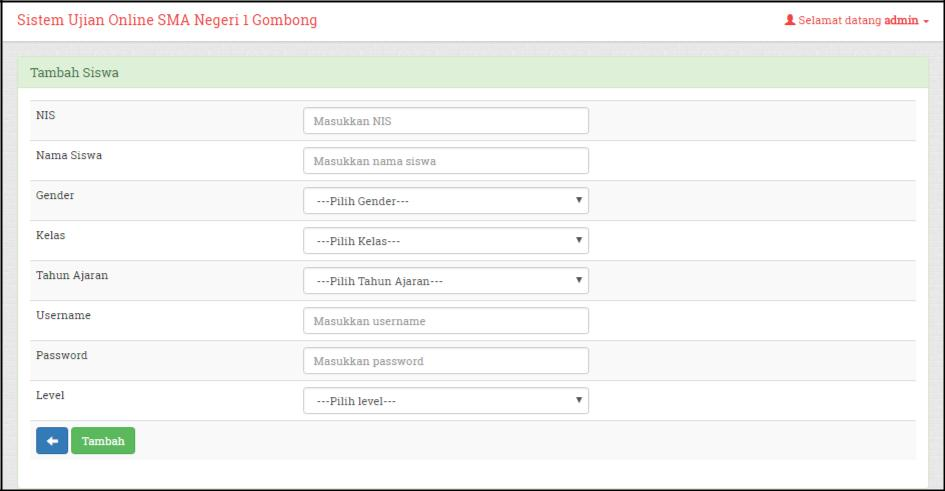 Sistem Ujian Online SMA Negeri 1 Gombong
Selamat datang admin
Tambah Siswa
NIS
Masukkan NIS
Nama Siswa
Masukkan nama siswa
Gender
---Pilih Gender---
Kelas
---Pilih Kelas---
Tahun Ajaran
---Pilih Tahun Ajaran---
Username
Masukkan username
Password
Masukkan password
Level
---Pilih level---
Tambah